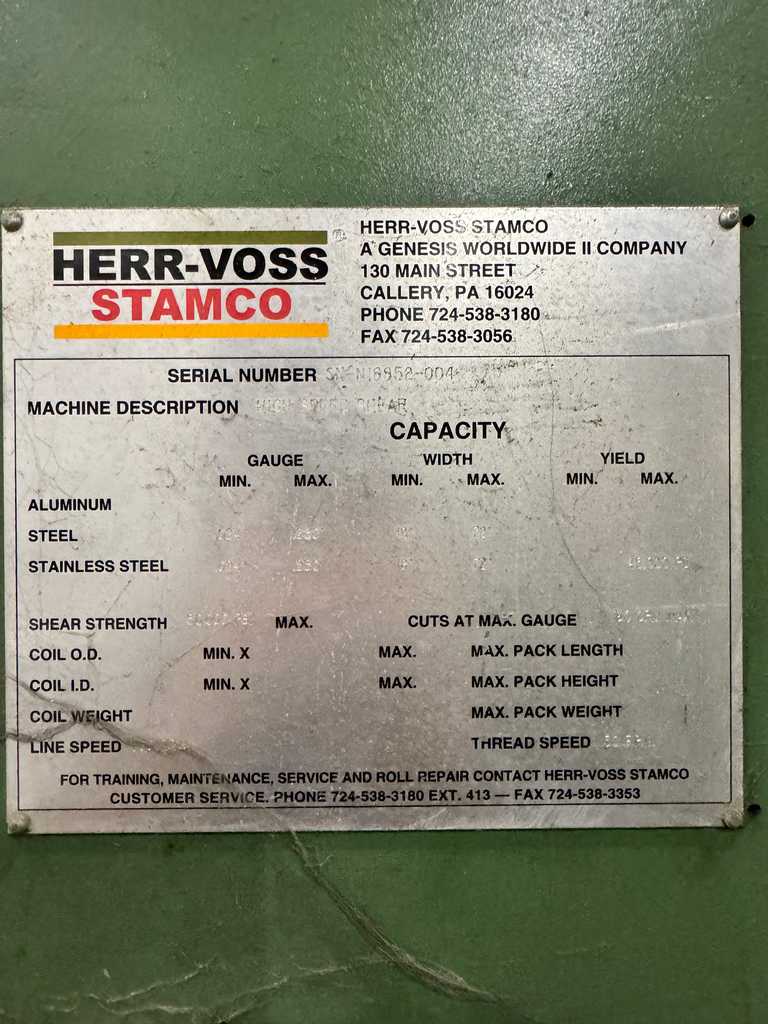 HERR-VOSS
STAMCO
HERR-VOSS STAMCO
A GENESIS WORLDWIDE II COMPANY
130 MAIN STREET
CALLERY, PA 16024
PHONE 724-538-3180
FAX 724-538-3056
SERIAL NUMBER
MACHINE DESCRIPTION HIGH SPEED SHEAR
CAPACITY
GAUGE WIDTH YIELD
MIN. MAX. MIN. MAX. MIN. MAX.
ALUMINUM
STEEL
STAINLESS STEEL
SHEAR STRENGTH MAX. CUTS AT MAX. GAUGE
COIL O.D. MIN. X MAX. MAX. PACK LENGTH
COIL I.D. MIN. X MAX. MAX. PACK HEIGHT
COIL WEIGHT MAX. PACK WEIGHT
LINE SPEED THREAD SPEED
FOR TRAINING, MAINTENANCE, SERVICE AND ROLL REPAIR CONTACT HERR-VOSS STAMCO
CUSTOMER SERVICE. PHONE 724-538-3180 EXT. 413 — FAX 724-538-3353